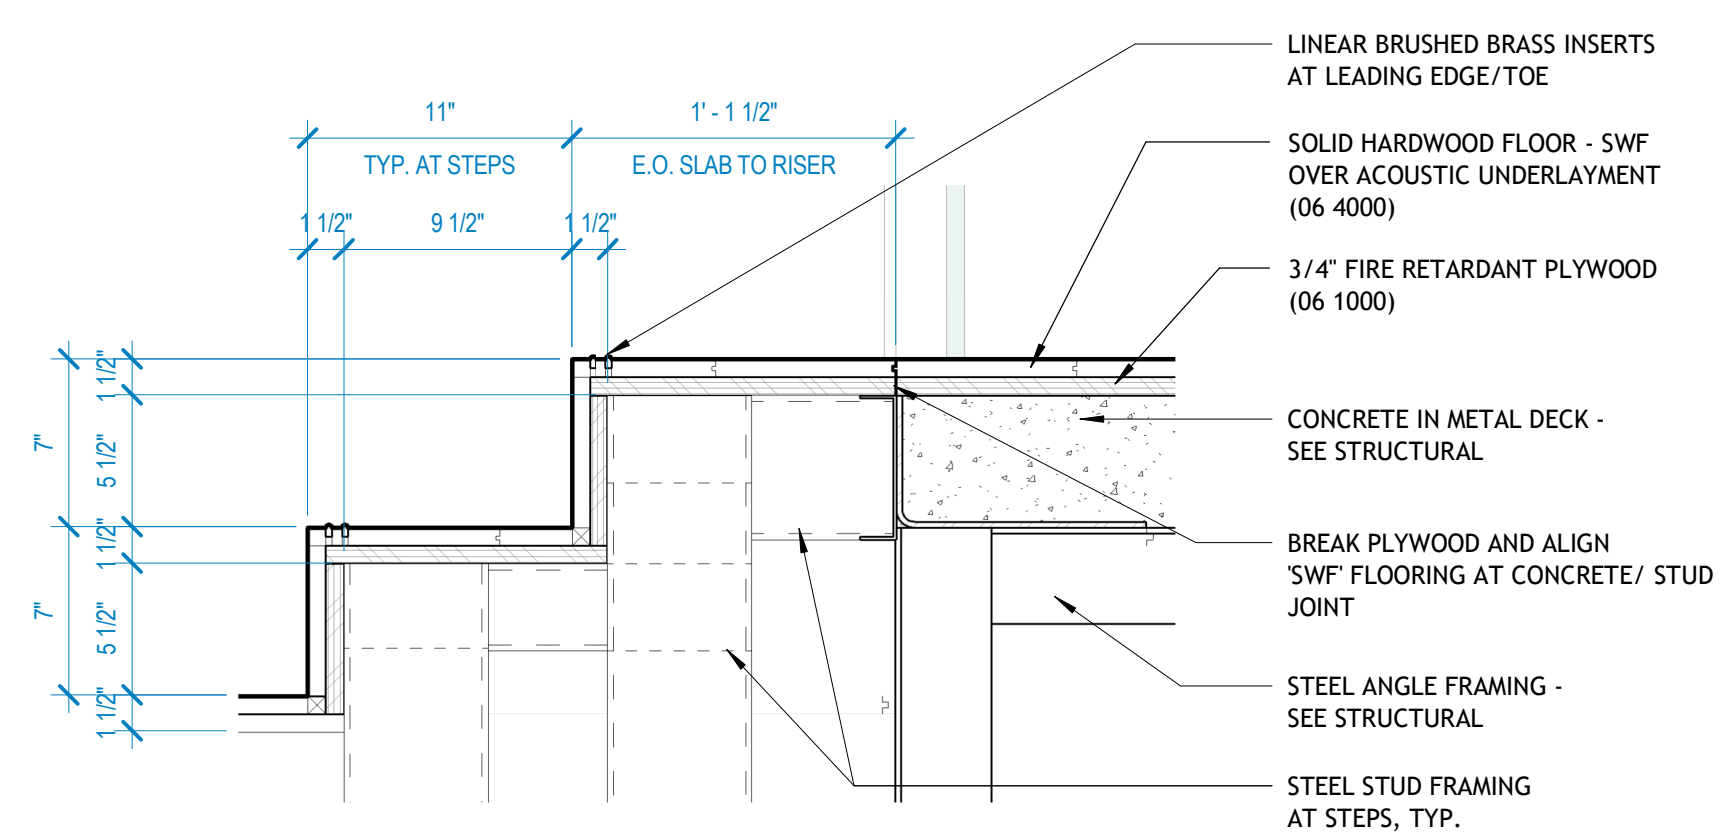 LINEAR BRUSHED BRASS INSERTS
AT LEADING EDGE/TOE
11"
1' - 1 1/2"
TYP. AT STEPS
E.O. SLAB TO RISER
SOLID HARDWOOD FLOOR - SWF
OVER ACOUSTIC UNDERLAYMENT
(06 4000)
1 1/2"
9 1/2"
1 1/2"
3/4" FIRE RETARDANT PLYWOOD
(06 1000)
1 1/2"
7"
5 1/2"
CONCRETE IN METAL DECK -
SEE STRUCTURAL
1 1/2"
BREAK PLYWOOD AND ALIGN
'SWF' FLOORING AT CONCRETE/ STUD
JOINT
7"
5 1/2"
1 1/2"
STEEL ANGLE FRAMING -
SEE STRUCTURAL
STEEL STUD FRAMING
AT STEPS, TYP.